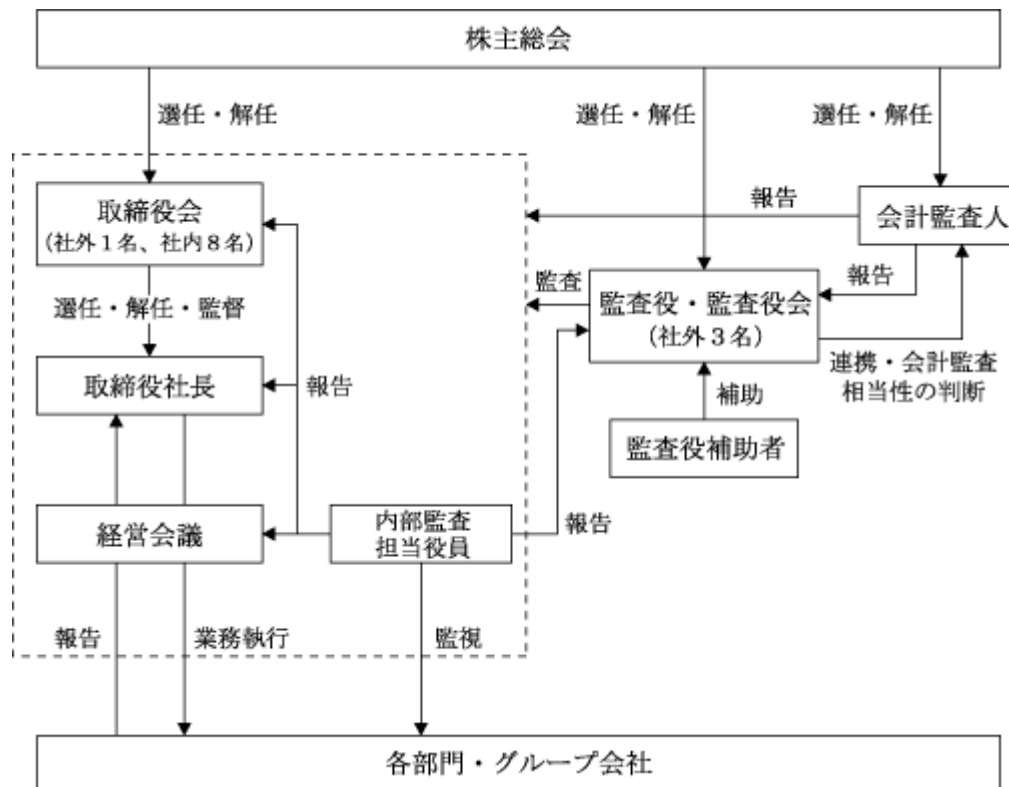 株主総会
選任・解任
選任・解任
選任・解任
取締役会
(社外1名、社内8名)
報告
会計監査人
選任・解任・監督
監査
監査役・監査役会
(社外3名)
報告
取締役社長
報告
連携・会計監査
相当性の判断
補助
監査役補助者
経営会議
内部監査
担当役員
報告
報告
業務執行
監視
各部門・グループ会社